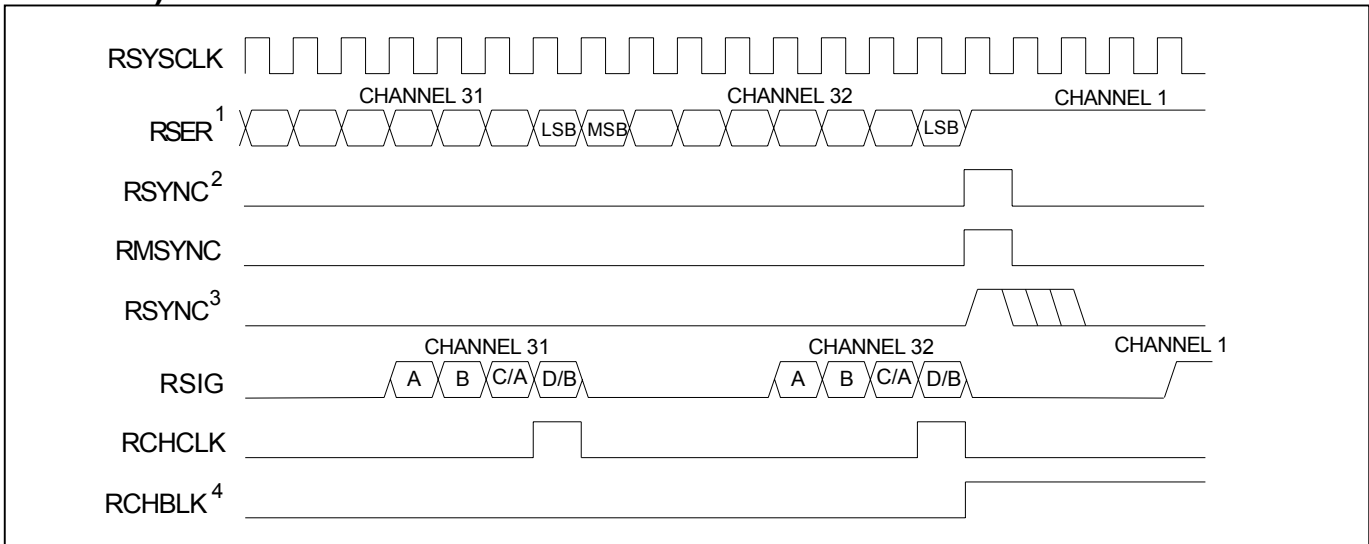 RSYSCLK
CHANNEL 31 CHANNEL 32 CHANNEL 1
RSER1 LSB MSB LSB
RSYNC2
RMSYNC
RSYNC3
CHANNEL 31 CHANNEL 32 CHANNEL 1
RSIG A B C/A D/B A B C/A D/B
RCHCLK
RCHBLK4